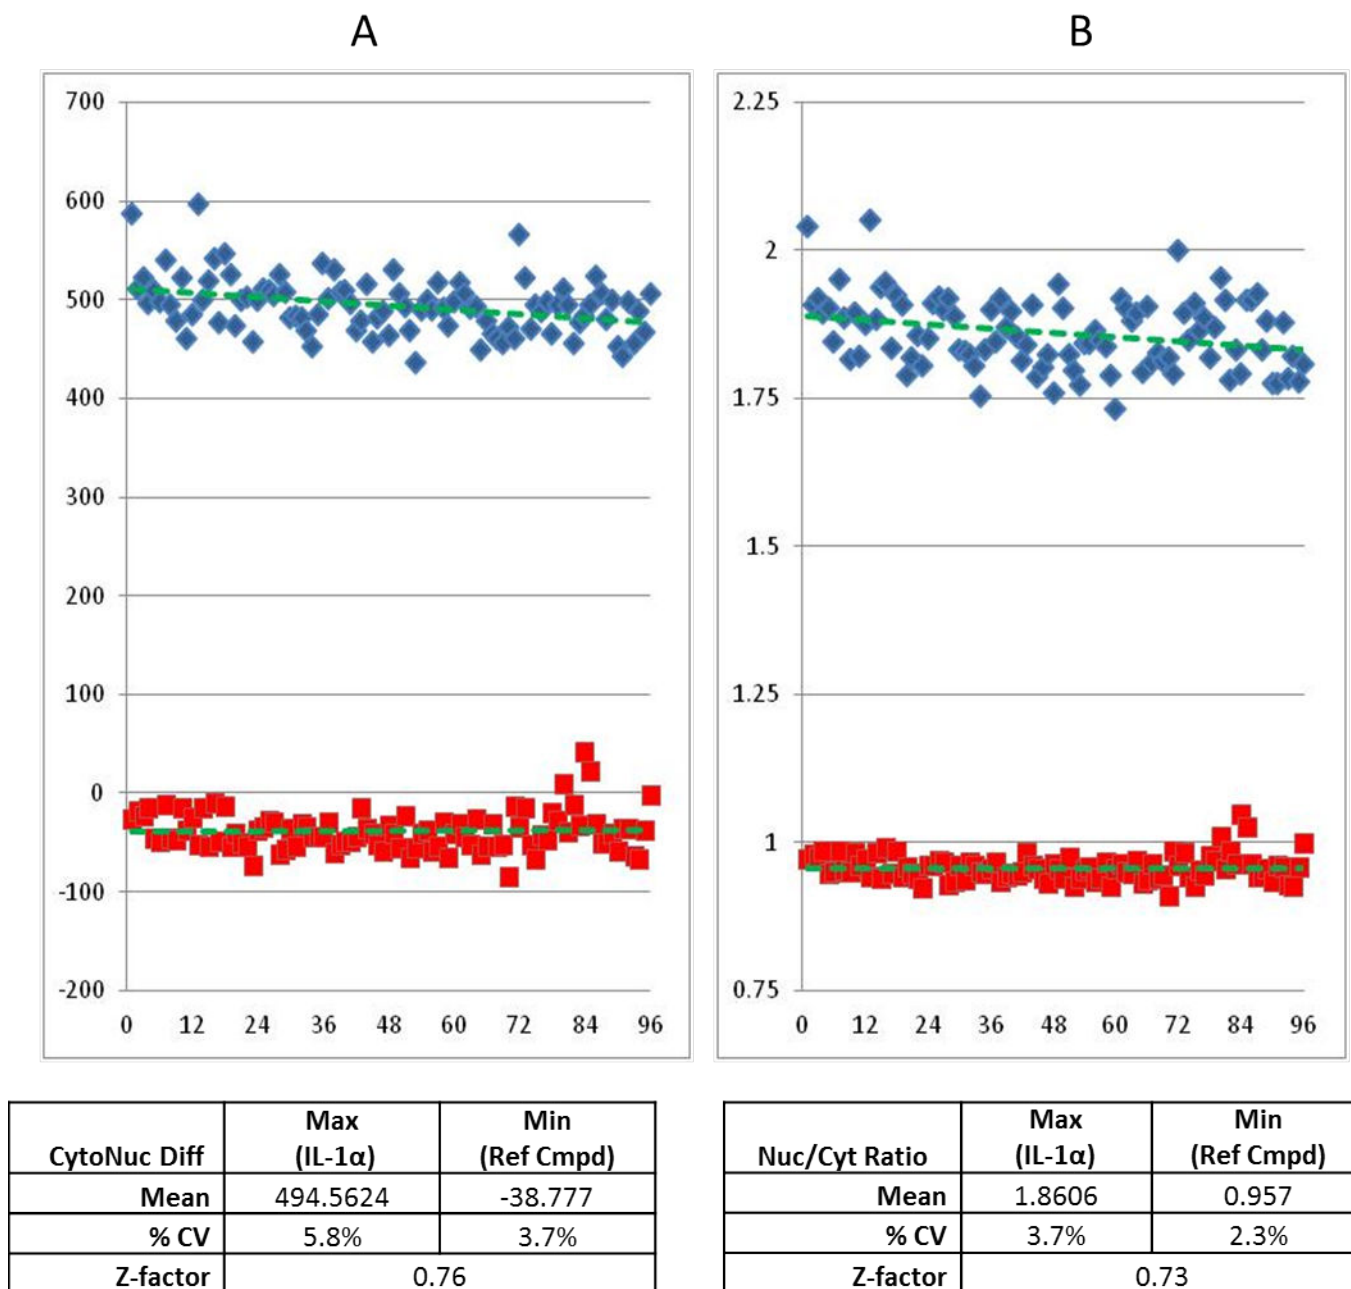 A
B
700
600
500
400
300
200
100
0
-100
-200
0 12 24 36 48 60 72 84 96
2.25
2
1.75
1.5
1.25
1
0.75
0 12 24 36 48 60 72 84 96
CytoNuc Diff Max (IL-1α) Min (Ref Cmpd)
Mean 494.5624 -38.777
% CV 5.8% 3.7%
Z-factor 0.76
Nuc/Cyt Ratio Max (IL-1α) Min (Ref Cmpd)
Mean 1.8606 0.957
% CV 3.7% 2.3%
Z-factor 0.73